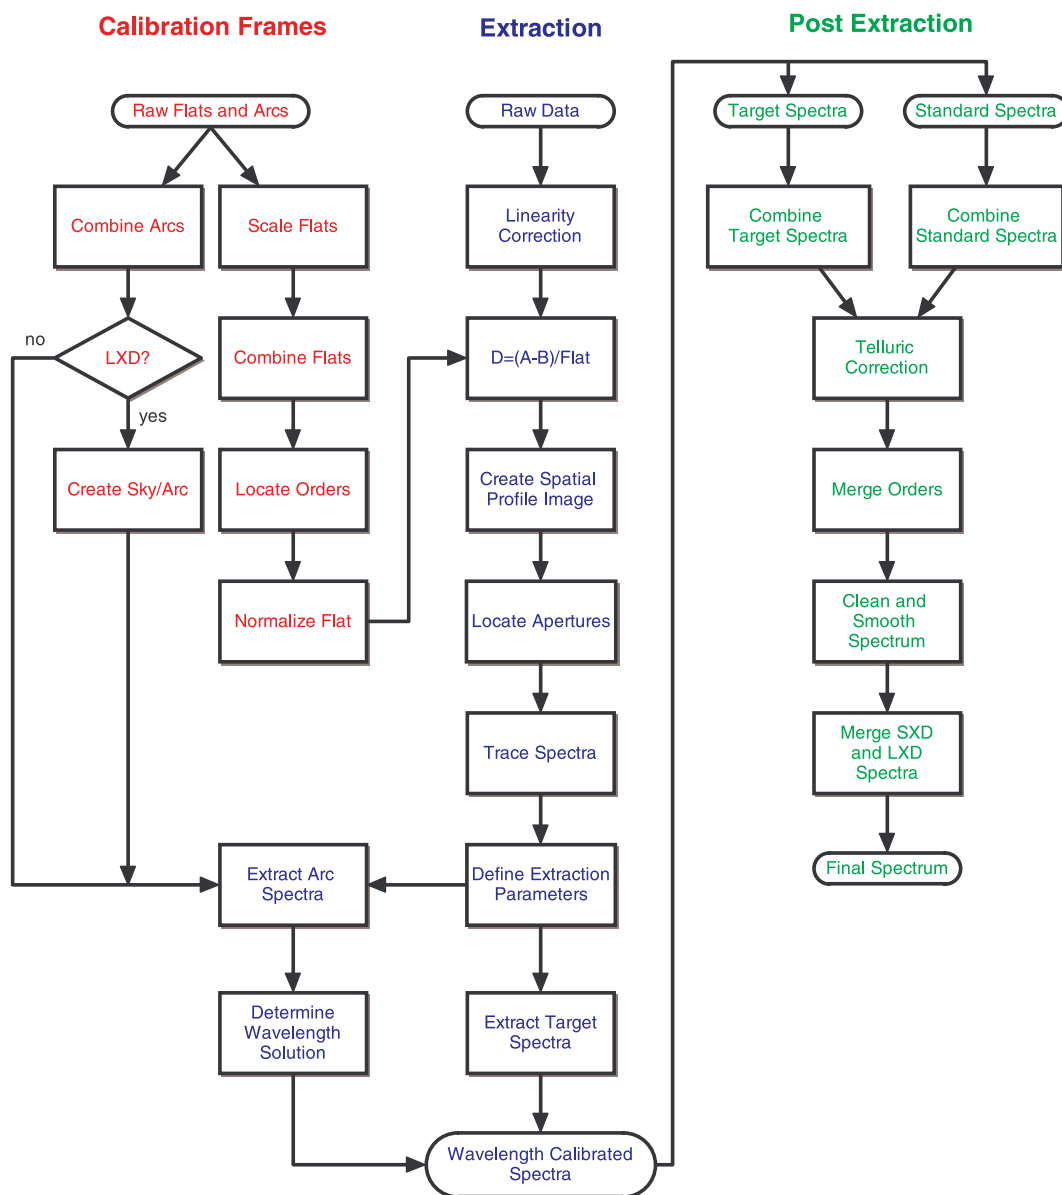 Calibration Frames
Raw Flats and Arcs
Combine Arcs
Scale Flats
no
LXD?
yes
Combine Flats
Create Sky/Arc
Locate Orders
Normalize Flat
Extraction
Raw Data
Linearity
Correction
D=(A-B)/Flat
Create Spatial
Profile Image
Locate Apertures
Trace Spectra
Define Extraction
Parameters
Extract Arc
Spectra
Determine
Wavelength
Solution
Extract Target
Spectra
Wavelength Calibrated
Spectra
Post Extraction
Target Spectra
Standard Spectra
Combine
Target Spectra
Combine
Standard Spectra
Telluric
Correction
Merge Orders
Clean and
Smooth
Spectrum
Merge SXD
and LXD
Spectra
Final Spectrum